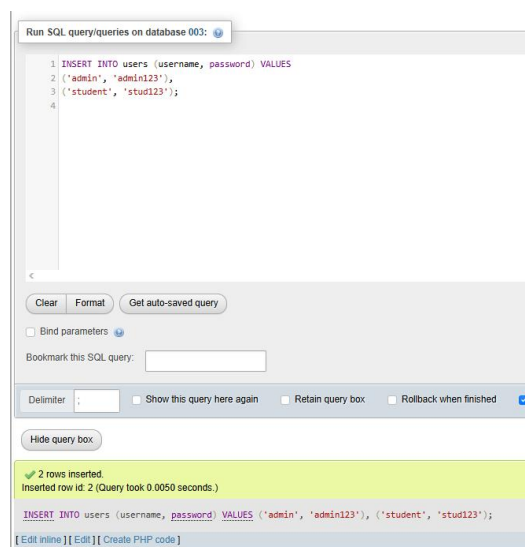 Run SQL query/queries on database 003:
1 INSERT INTO users (username, password) VALUES
2 ('admin', 'admin123'),
3 ('student', 'stud123');
4
<
Clear Format Get auto-saved query
Bind parameters
Bookmark this SQL query:
Delimiter ; Show this query here again Retain query box Rollback when finished
Hide query box
2 rows inserted.
Inserted row id: 2 (Query took 0.0050 seconds.)
INSERT INTO users (username, password) VALUES ('admin', 'admin123'), ('student', 'stud123');
[ Edit inline ] [ Edit ] [ Create PHP code ]